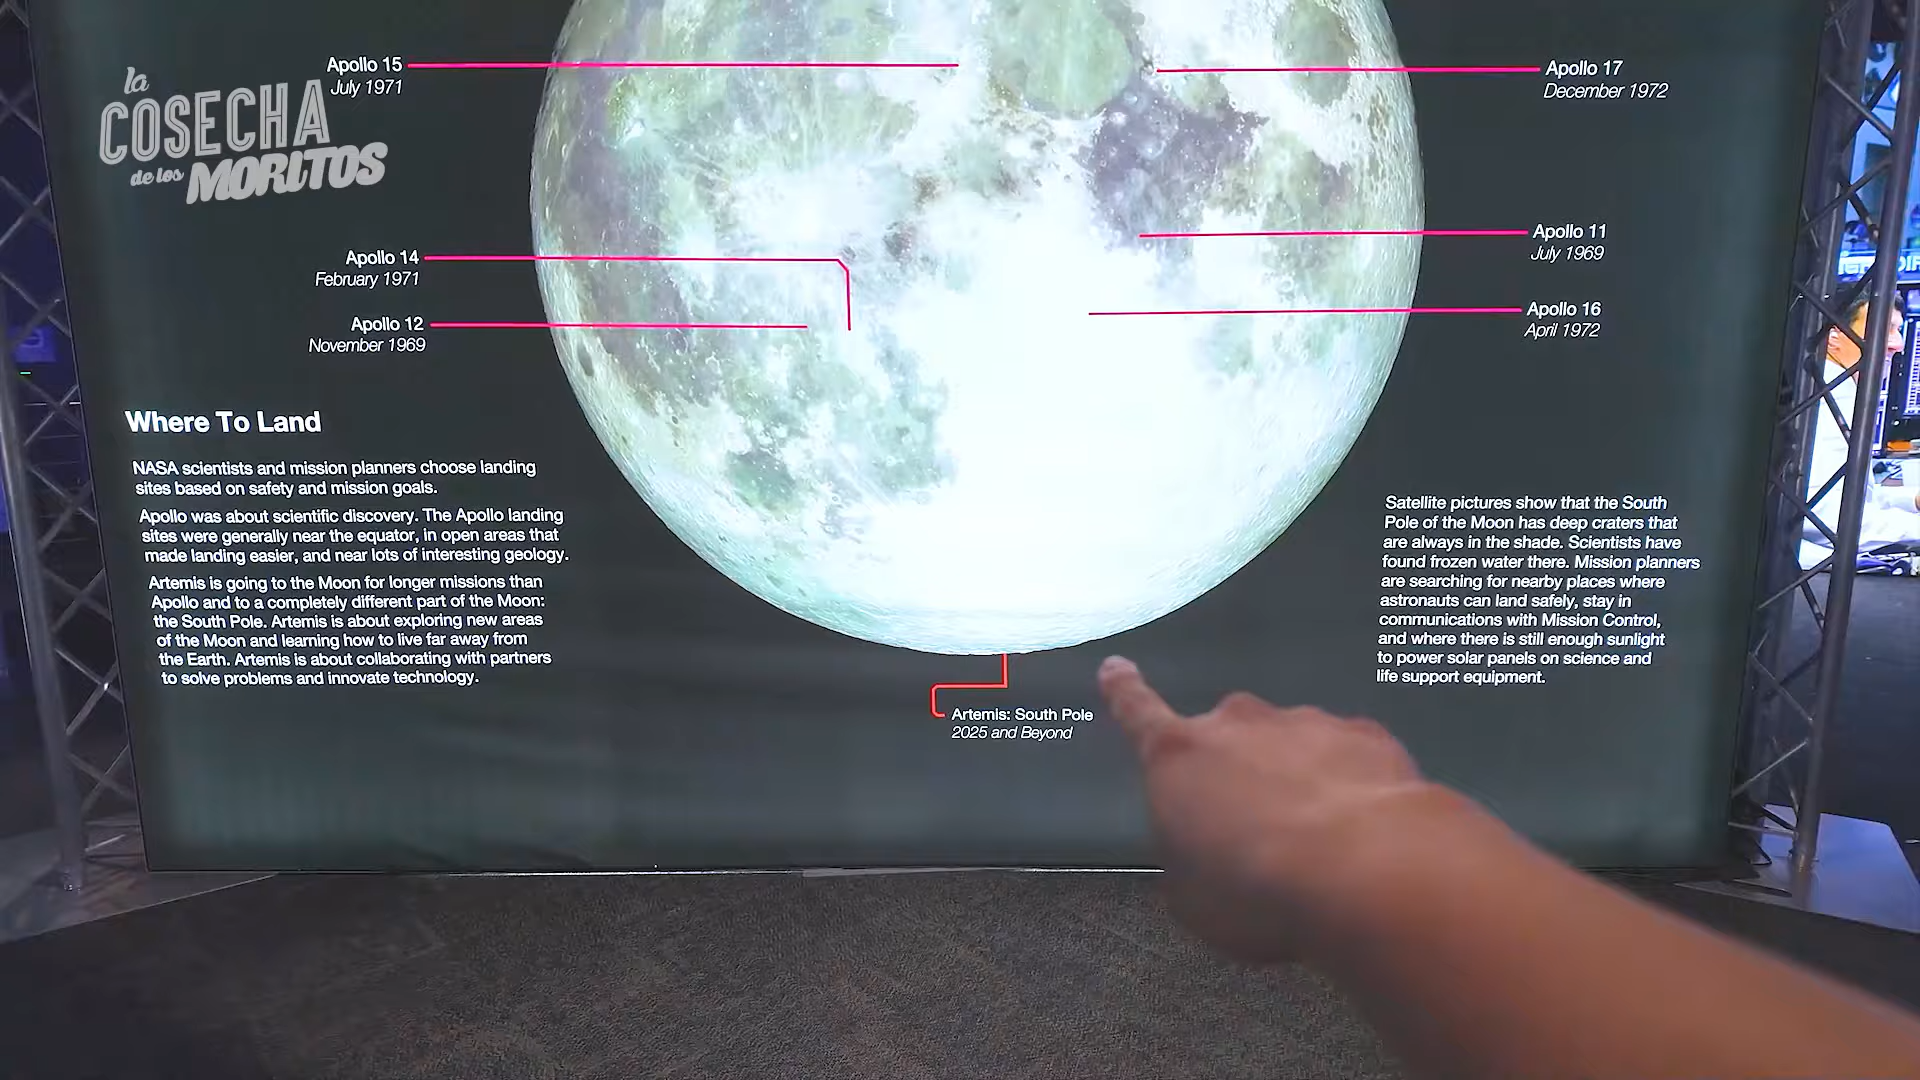 la
COSECHA
de los MORITOS
Apollo 15
July 1971
Apollo 17
December 1972
Apollo 14
February 1971
Apollo 11
July 1969
Apollo 12
November 1969
Apollo 16
April 1972
Where To Land
NASA scientists and mission planners choose landing
sites based on safety and mission goals.
Apollo was about scientific discovery. The Apollo landing
sites were generally near the equator, in open areas that
made landing easier, and near lots of interesting geology.
Artemis is going to the Moon for longer missions than
Apollo and to a completely different part of the Moon:
the South Pole. Artemis is about exploring new areas
of the Moon and learning how to live far away from
the Earth. Artemis is about collaborating with partners
to solve problems and innovate technology.
Satellite pictures show that the South
Pole of the Moon has deep craters that
are always in the shade. Scientists have
found frozen water there. Mission planners
are searching for nearby places where
astronauts can land safely, stay in
communications with Mission Control,
and where there is still enough sunlight
to power solar panels on science and
life support equipment.
Artemis: South Pole
2025 and Beyond